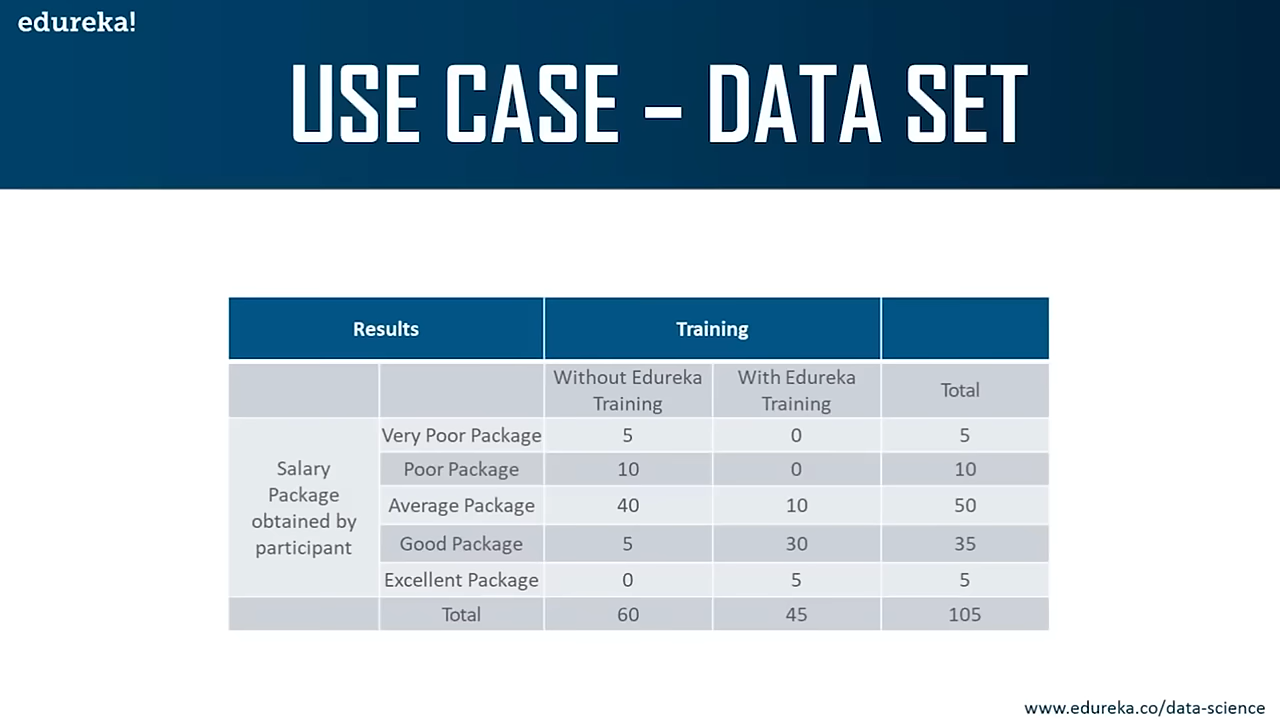 edureka!
USE CASE – DATA SET
Results Training
Without Edureka Training With Edureka Training Total
Salary Package obtained by participant
Very Poor Package 5 0 5
Poor Package 10 0 10
Average Package 40 10 50
Good Package 5 30 35
Excellent Package 0 5 5
Total 60 45 105
www.edureka.co/data-science